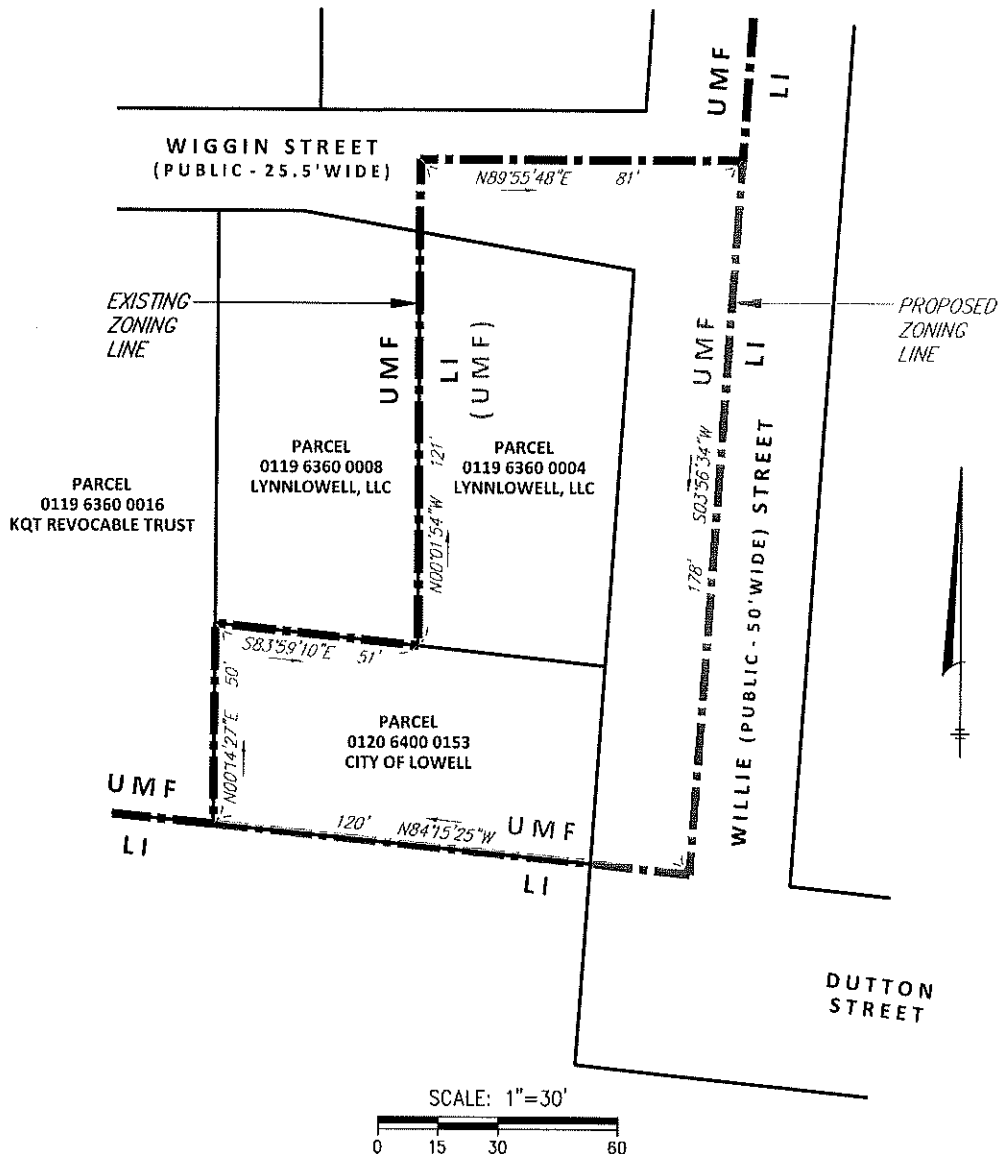 UMF
LI
WIGGIN STREET
(PUBLIC - 25.5'WIDE)
N89°55'48"E 81'
EXISTING
ZONING
LINE
PROPOSED
ZONING
LINE
UMF
LI
(UMF)
UMF
LI
PARCEL
0119 6360 0008
LYNNLOWELL, LLC
PARCEL
0119 6360 0004
LYNNLOWELL, LLC
PARCEL
0119 6360 0016
KQT REVOCABLE TRUST
N00°01'54"W 121'
178' S03°56'34"W
WILLIE (PUBLIC - 50'WIDE) STREET
S83°59'10"E 51'
N00°14'27"E 50'
PARCEL
0120 6400 0153
CITY OF LOWELL
UMF
LI
120' N84°15'25"W
UMF
LI
DUTTON
STREET
SCALE: 1"=30'
0 15 30 60